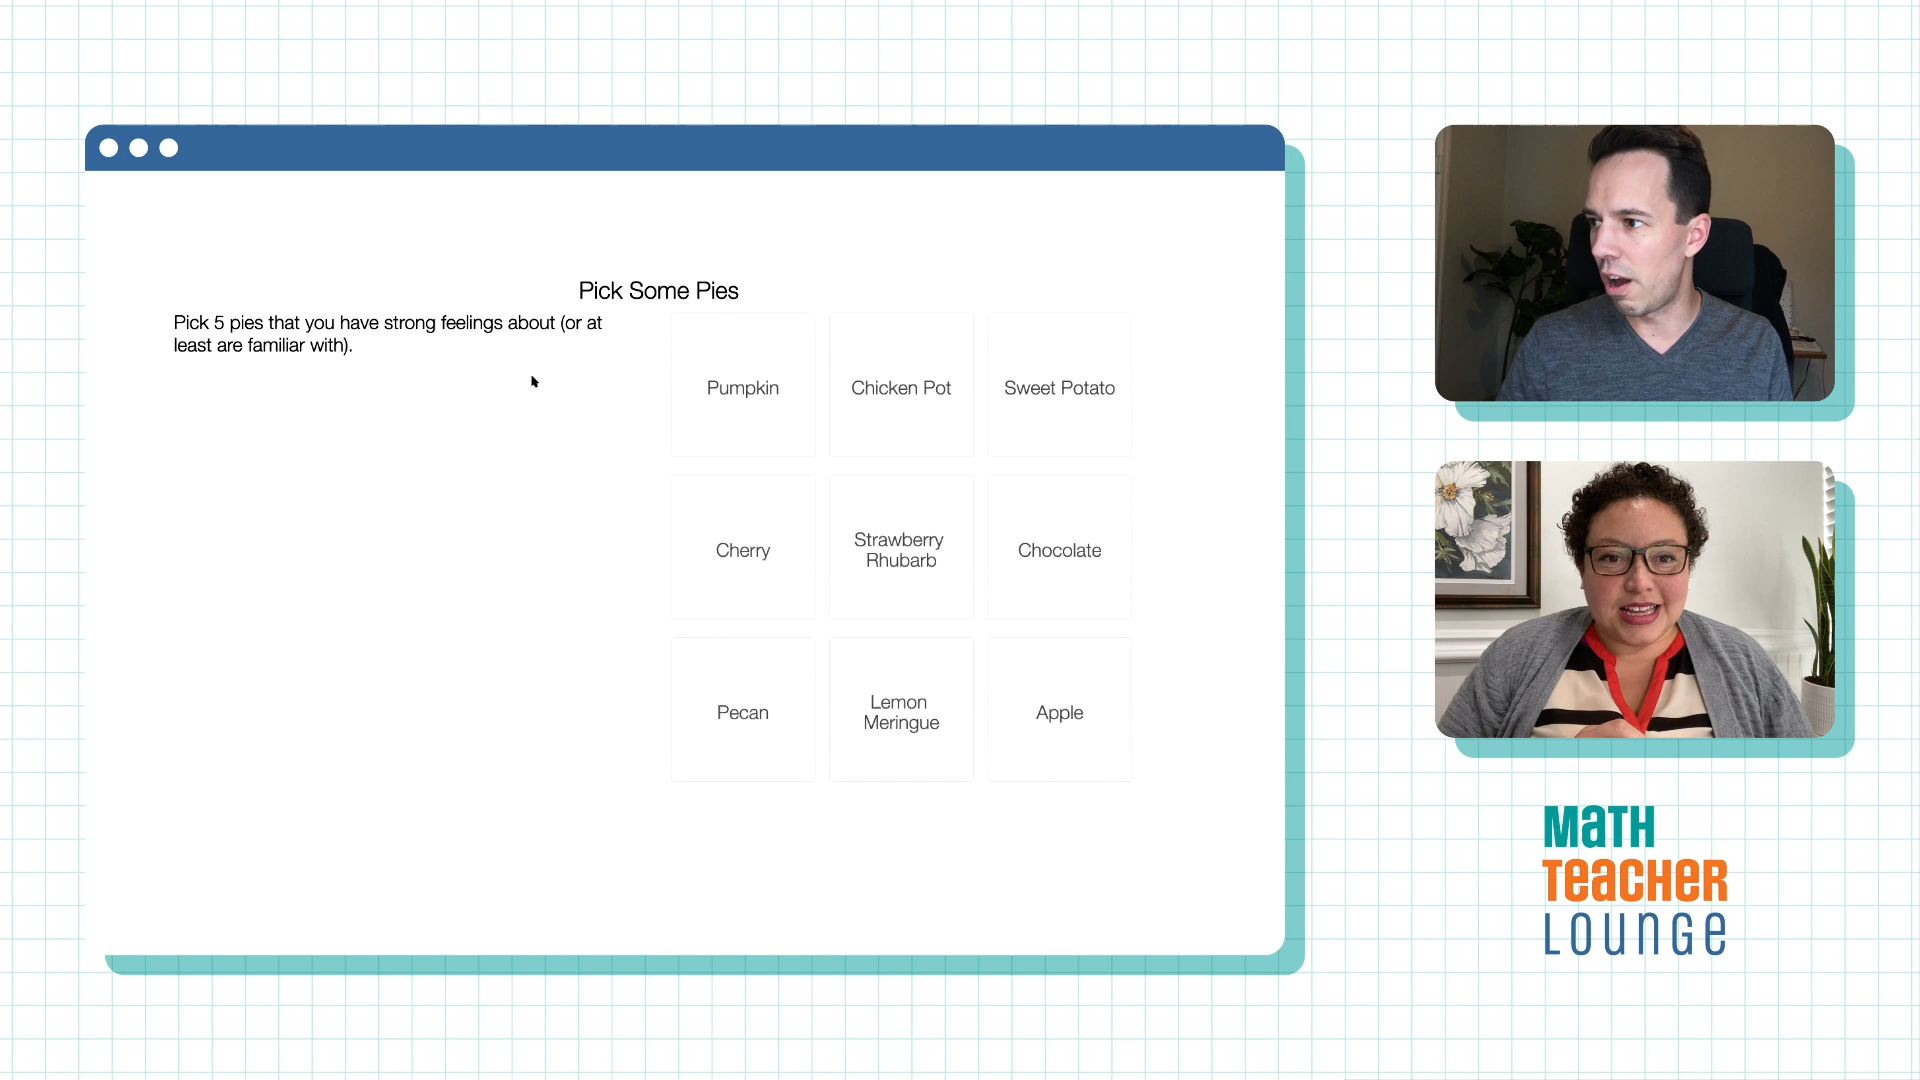 Pick Some Pies
Pick 5 pies that you have strong feelings about (or at
least are familiar with).
Pumpkin
Chicken Pot
Sweet Potato
Cherry
Strawberry
Rhubarb
Chocolate
Pecan
Lemon
Meringue
Apple
MaTH
TeacHeR
LOUNGe